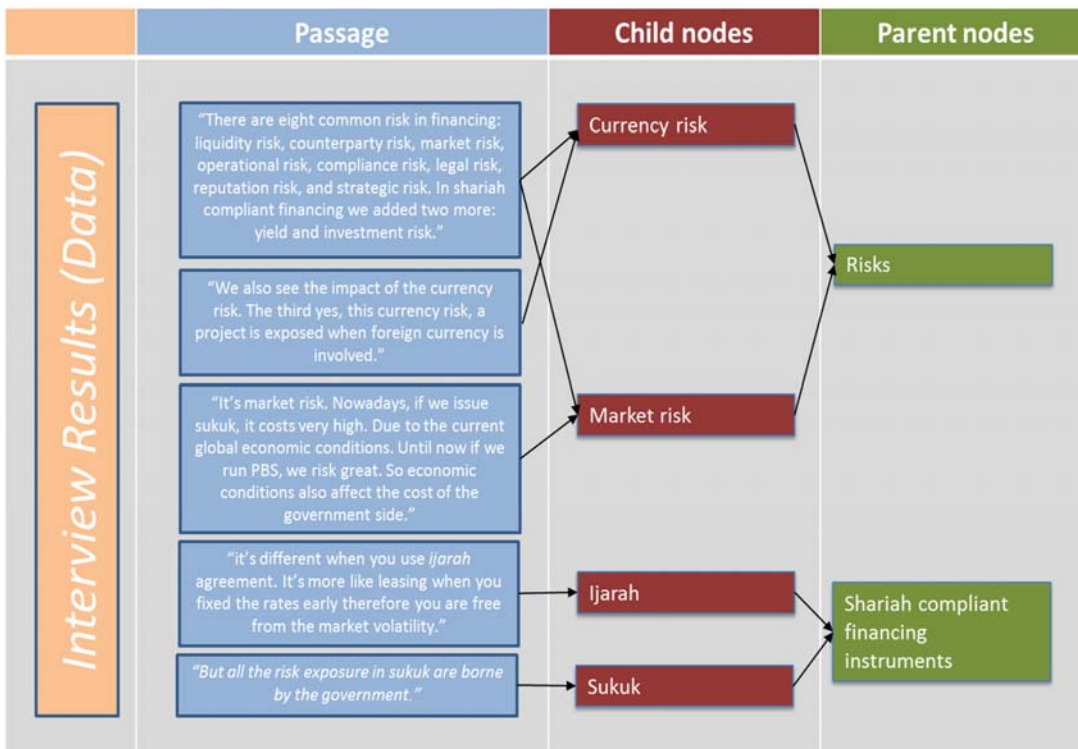 Passage
Child nodes
Parent nodes
Interview Results (Data)
“There are eight common risk in financing:
liquidity risk, counterparty risk, market risk,
operational risk, compliance risk, legal risk,
reputation risk, and strategic risk. In shariah
compliant financing we added two more:
yield and investment risk.”
“We also see the impact of the currency
risk. The third yes, this currency risk, a
project is exposed when foreign currency is
involved.”
“It’s market risk. Nowadays, if we issue
sukuk, it costs very high. Due to the current
global economic conditions. Until now if we
run PBS, we risk great. So economic
conditions also affect the cost of the
government side.”
“it’s different when you use ijarah
agreement. It’s more like leasing when you
fixed the rates early therefore you are free
from the market volatility.”
“But all the risk exposure in sukuk are borne
by the government.”
Currency risk
Market risk
Ijarah
Sukuk
Risks
Shariah compliant
financing
instruments